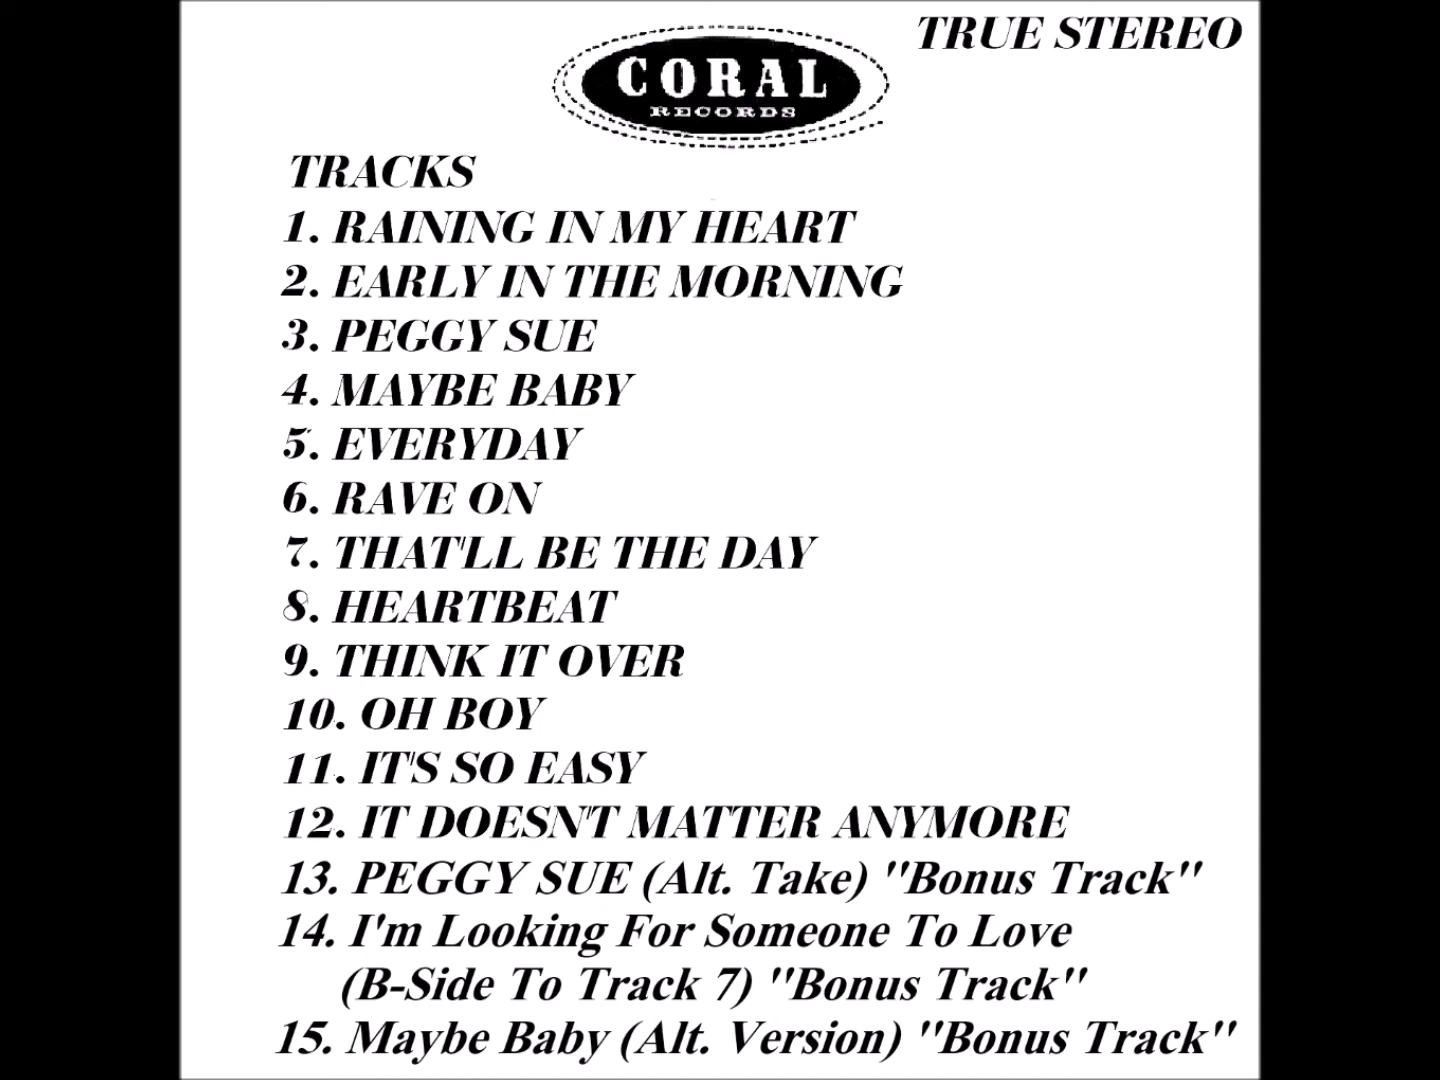 TRUE STEREO
CORAL
RECORDS
TRACKS
1. RAINING IN MY HEART
2. EARLY IN THE MORNING
3. PEGGY SUE
4. MAYBE BABY
5. EVERYDAY
6. RAVE ON
7. THAT'LL BE THE DAY
8. HEARTBEAT
9. THINK IT OVER
10. OH BOY
11. IT'S SO EASY
12. IT DOESN'T MATTER ANYMORE
13. PEGGY SUE (Alt. Take) "Bonus Track"
14. I'm Looking For Someone To Love
(B-Side To Track 7) "Bonus Track"
15. Maybe Baby (Alt. Version) "Bonus Track"